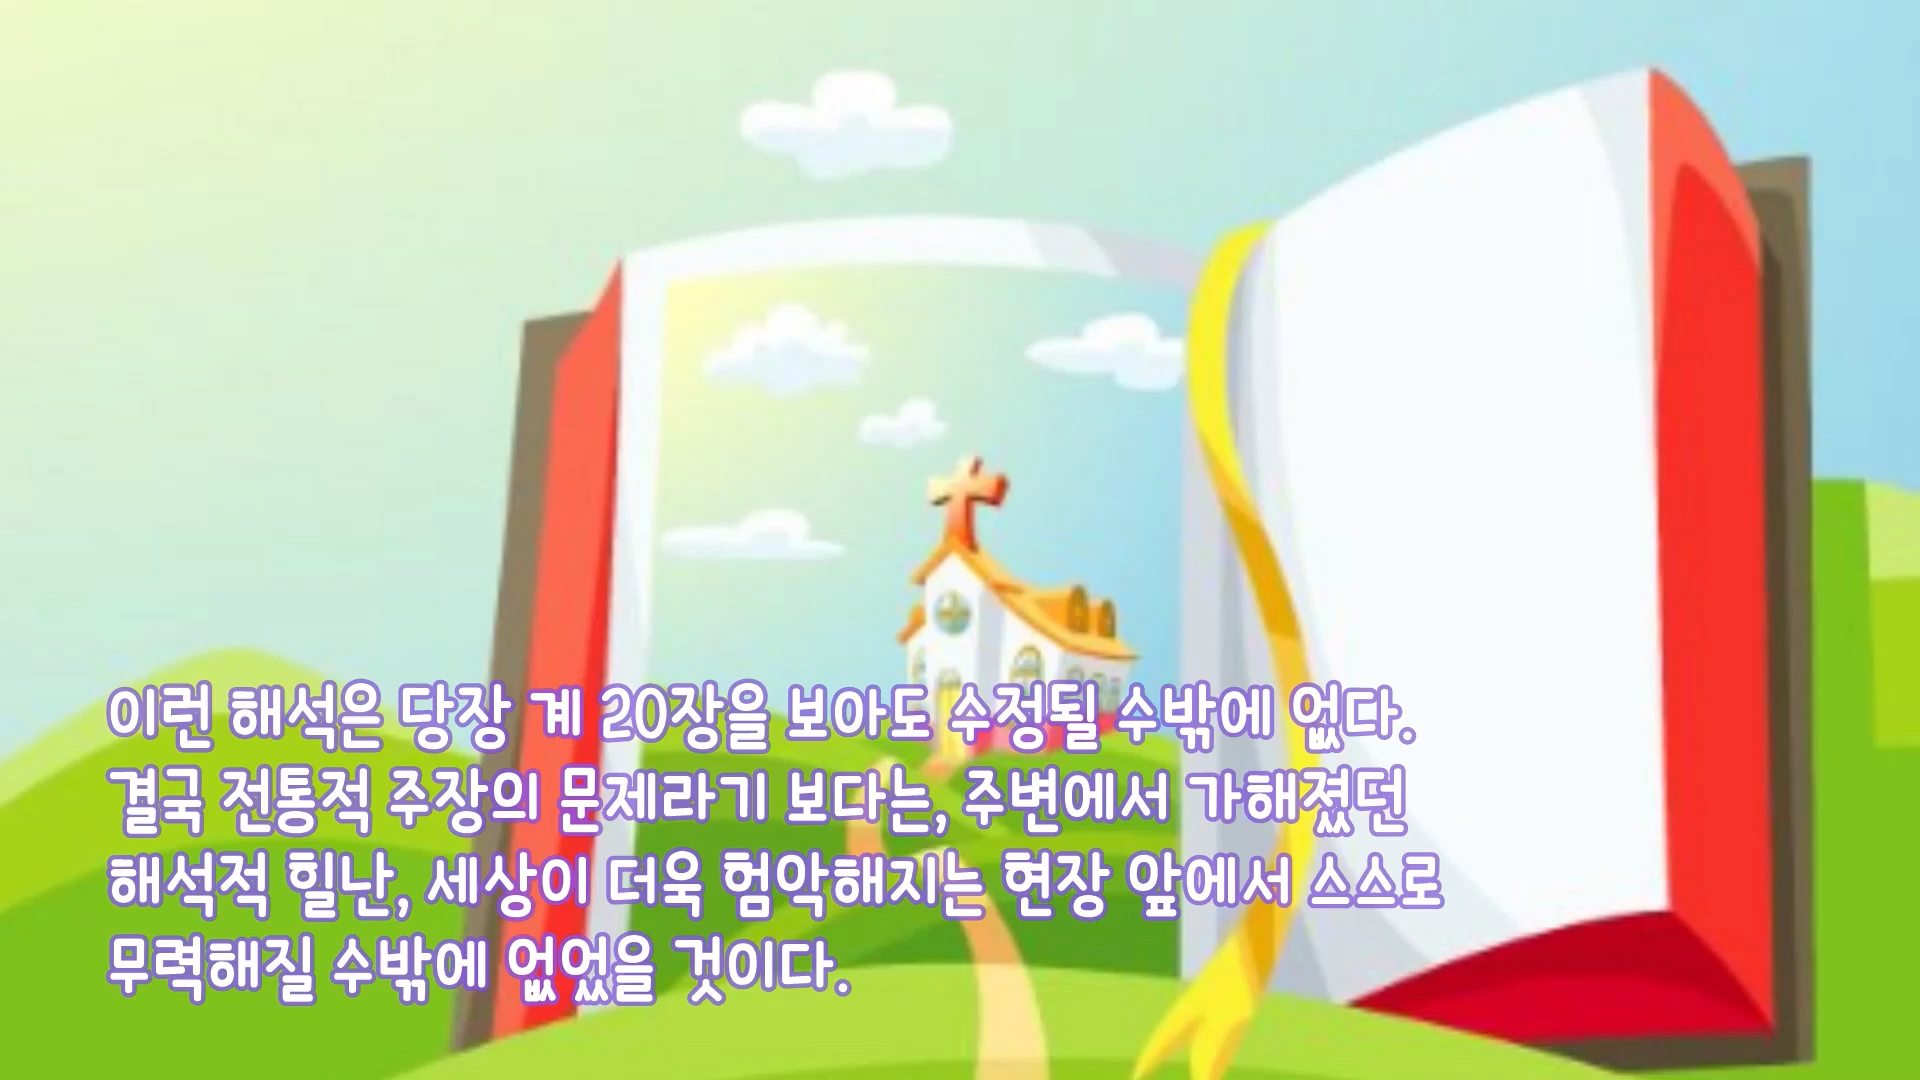 이런 해석은 당장 계 20장을 보아도 수정될 수밖에 없다.
결국 전통적 주장의 문제라기 보다는, 주변에서 가해졌던
해석적 힐난, 세상이 더욱 험악해지는 현장 앞에서 스스로
무력해질 수밖에 없었을 것이다.